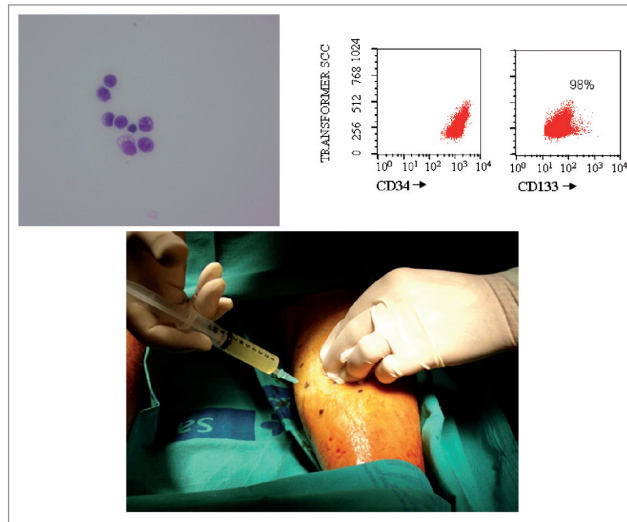 98%
TRANSFORMER SCC
0 256 512 768 1024
10⁰ 10¹ 10² 10³ 10⁴
10⁰ 10¹ 10² 10³ 10⁴
CD34 → CD133 →
sa